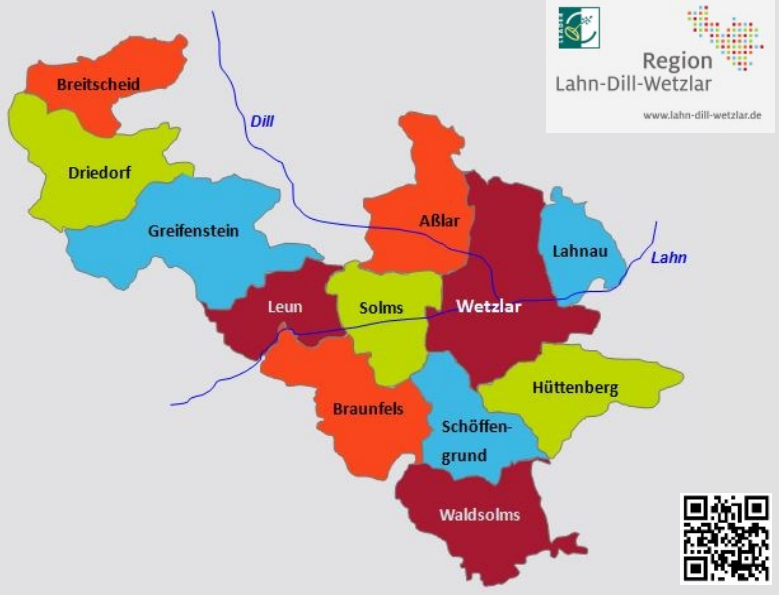 LEADER
Region
Lahn-Dill-Wetzlar
www.lahn-dill-wetzlar.de
Breitscheid
Dill
Driedorf
Greifenstein
Aßlar
Lahnau
Lahn
Leun
Solms
Wetzlar
Hüttenberg
Braunfels
Schöffen-
grund
Waldsolms